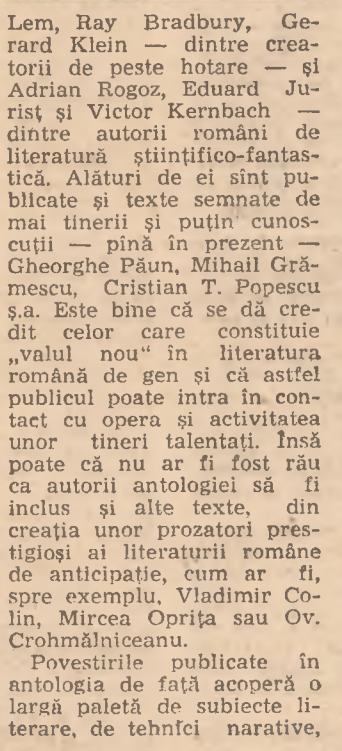 Lem, Ray Bradbury, Ge-
rard Klein — dintre crea-
torii de peste hotare — și
Adrian Rogoz, Eduard Ju-
rist și Victor Kernbach —
dintre autorii români de
literatură științifico-fantas-
tică. Alături de ei sînt pu-
blicate și texte semnate de
mai tinerii și puțin cunos-
cuții — pînă în prezent —
Gheorghe Păun, Mihail Gră-
mescu, Cristian T. Popescu
ș.a. Este bine că se dă cre-
dit celor care constituie
„valul nou“ în literatura
română de gen și că astfel
publicul poate intra în con-
tact cu opera și activitatea
unor tineri talentați. Însă
poate că nu ar fi fost rău
ca autorii antologiei să fi
inclus și alte texte, din
creația unor prozatori pres-
tigioși ai literaturii române
de anticipație, cum ar fi,
spre exemplu, Vladimir Co-
lin, Mircea Oprița sau Ov.
Crohmălniceanu.
Povestirile publicate în
antologia de față acoperă o
largă paletă de subiecte li-
terare, de tehnici narative,